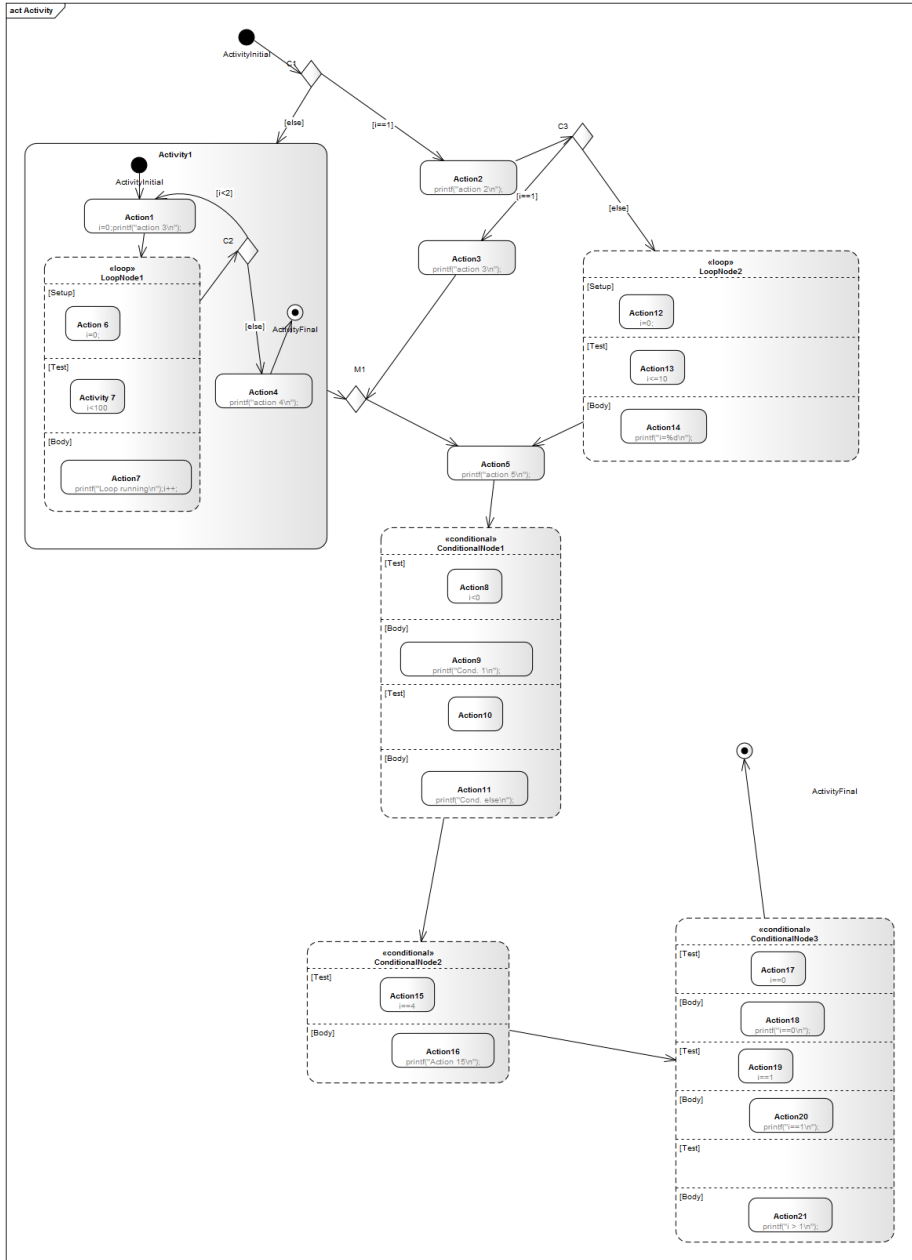 act Activity
ActivityInitial
C1
[else]
[i==1]
C3
Activity1
ActivityInitial
[i<2]
Action1
i=0;printf("action 3\n");
C2
Action2
printf("action 2\n");
[i==1]
[else]
Action3
printf("action 3\n");
«loop»
LoopNode1
[Setup]
Action 6
i=0;
[Test]
Activity 7
i<100
[Body]
Action7
printf("Loop running\n");i++;
[else]
ActivityFinal
Action4
printf("action 4\n");
M1
«loop»
LoopNode2
[Setup]
Action12
i=0;
[Test]
Action13
i<=10
[Body]
Action14
printf("i=%d\n");
Action5
printf("action 5\n");
«conditional»
ConditionalNode1
[Test]
Action8
i<0
[Body]
Action9
printf("Cond. 1\n");
[Test]
Action10
[Body]
Action11
printf("Cond. else\n");
ActivityFinal
«conditional»
ConditionalNode2
[Test]
Action15
i==4
[Body]
Action16
printf("Action 15\n");
«conditional»
ConditionalNode3
[Test]
Action17
i==0
[Body]
Action18
printf("i==0\n");
[Test]
Action19
i==1
[Body]
Action20
printf("i==1\n");
[Test]
[Body]
Action21
printf("i > 1\n");